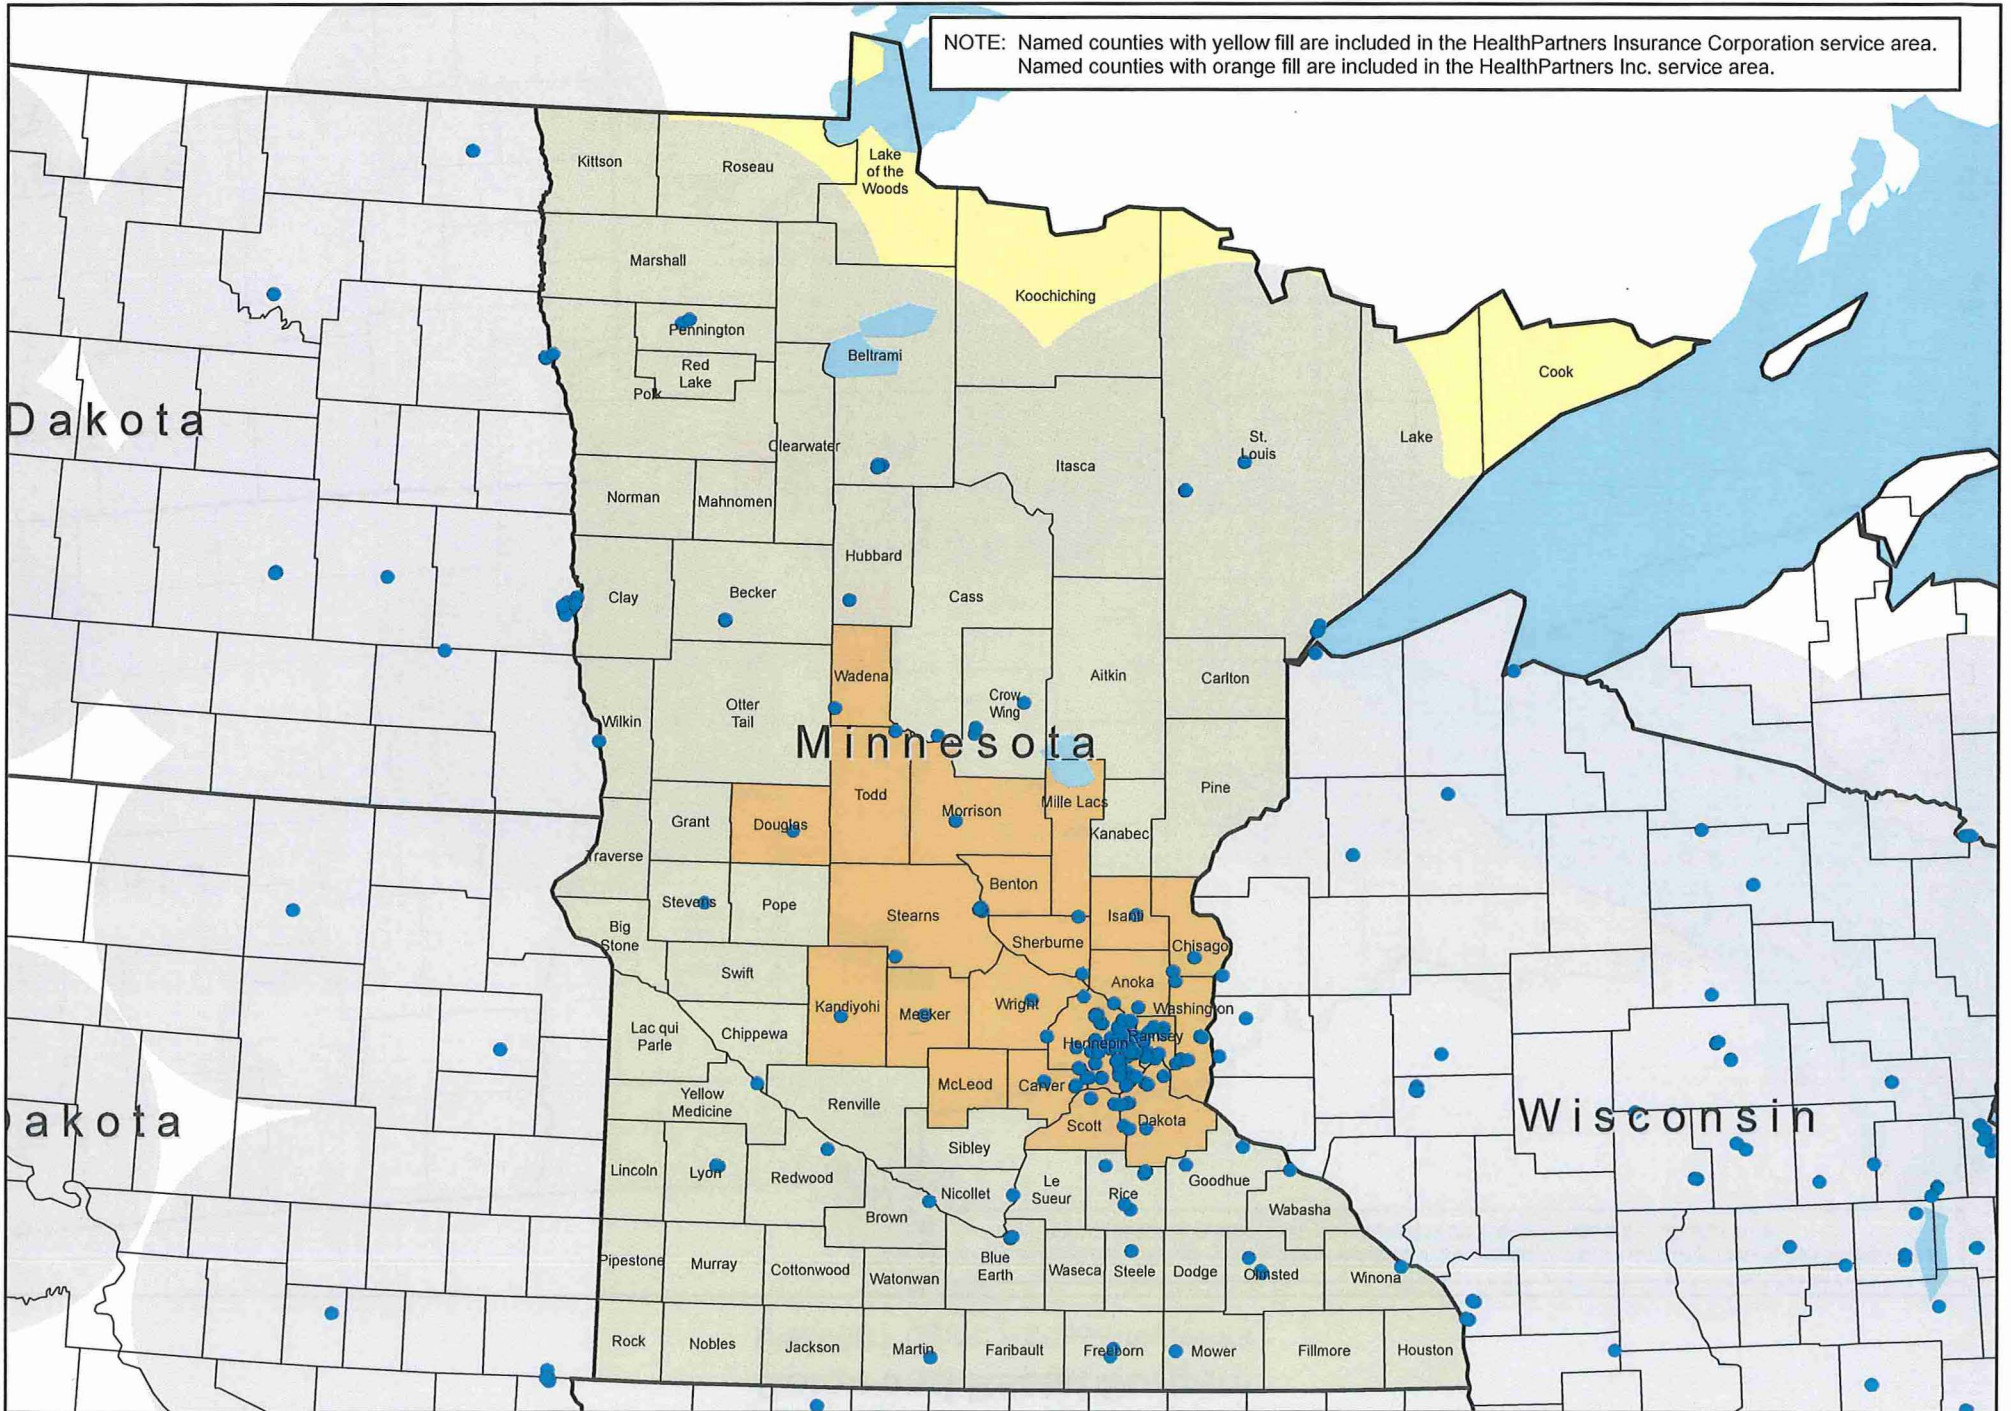 NOTE: Named counties with yellow fill are included in the HealthPartners Insurance Corporation service area.
Named counties with orange fill are included in the HealthPartners Inc. service area.
Kittson
Roseau
Lake
of the
Woods
Marshall
Koochiching
Pennington
Red
Lake
Polk
Beltrami
Cook
Dakota
Clearwater
Itasca
St.
Louis
Lake
Norman
Mahnomen
Hubbard
Clay
Becker
Cass
Wadena
Aitkin
Carlton
Otter
Tail
Crow
Wing
Wilkin
Minnesota
Todd
Morrison
Mille Lacs
Pine
Grant
Douglas
Kanabec
Traverse
Benton
Stevens
Pope
Stearns
Isanti
Big
Stone
Sherburne
Chisago
Swift
Anoka
Kandiyohi
Meeker
Wright
Washington
Lac qui
Parle
Chippewa
Hennepin
Ramsey
McLeod
Carver
Yellow
Medicine
Renville
Dakota
Wisconsin
Scott
Dakota
Sibley
Lincoln
Lyon
Redwood
Nicollet
Le
Sueur
Rice
Goodhue
Brown
Wabasha
Pipestone
Murray
Cottonwood
Watonwan
Blue
Earth
Waseca
Steele
Dodge
Olmsted
Winona
Rock
Nobles
Jackson
Martin
Faribault
Freeborn
Mower
Fillmore
Houston